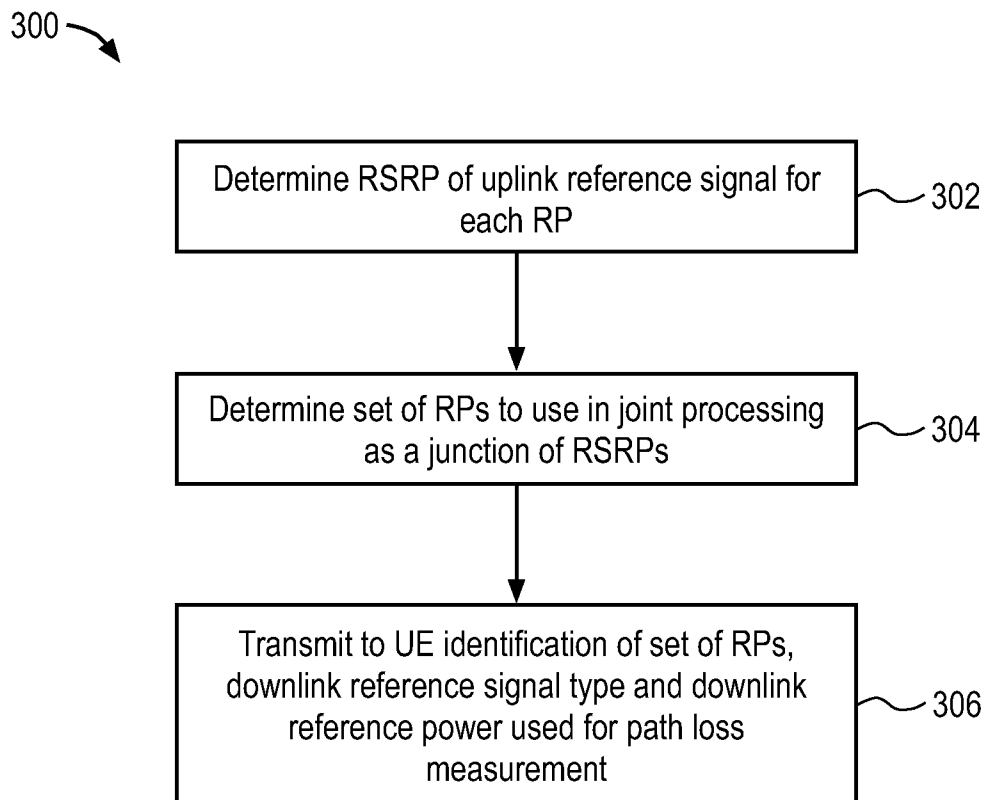 300
Determine RSRP of uplink reference signal for
each RP
302
Determine set of RPs to use in joint processing
as a junction of RSRPs
304
Transmit to UE identification of set of RPs,
downlink reference signal type and downlink
reference power used for path loss
measurement
306